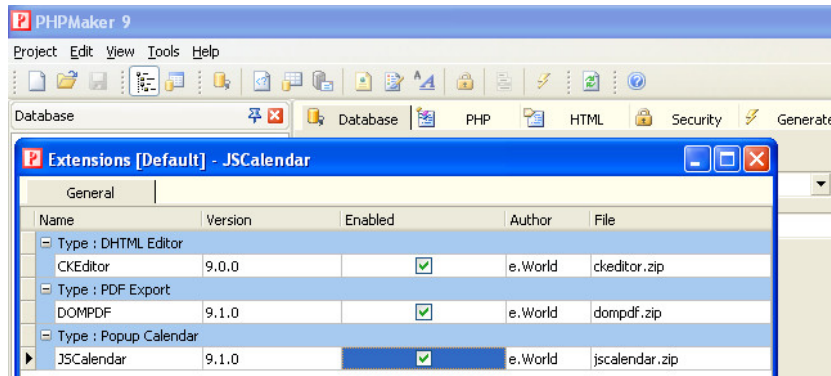 PHPMaker 9
Project Edit View Tools Help
Database
Database PHP HTML Security Generate
Extensions [Default] - JSCalendar
General
Name Version Enabled Author File
Type : DHTML Editor
CKEditor 9.0.0 e.World ckeditor.zip
Type : PDF Export
DOMPDF 9.1.0 e.World dompdf.zip
Type : Popup Calendar
JSCalendar 9.1.0 e.World jscalendar.zip